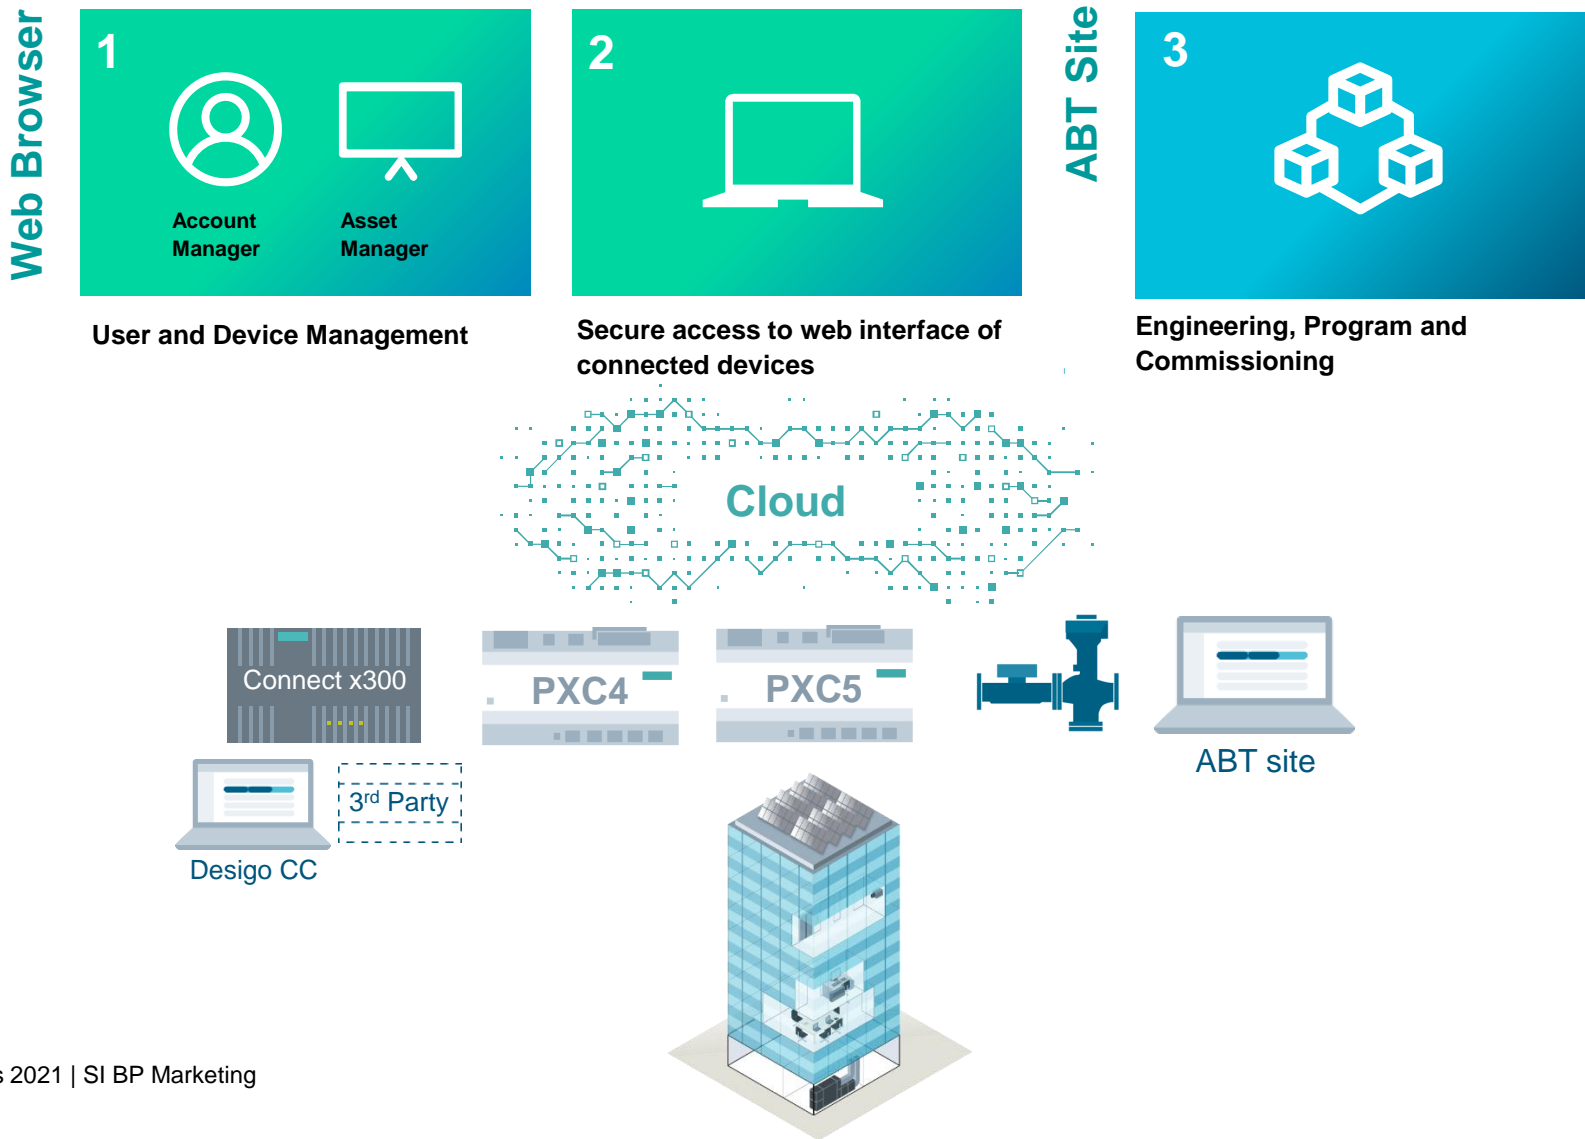 Web Browser
1
Account
Manager
Asset
Manager
User and Device Management
2
Secure access to web interface of
connected devices
ABT Site
3
Engineering, Program and
Commissioning
Cloud
Connect x300
PXC4
PXC5
ABT site
3rd Party
Desigo CC
s 2021 | SI BP Marketing